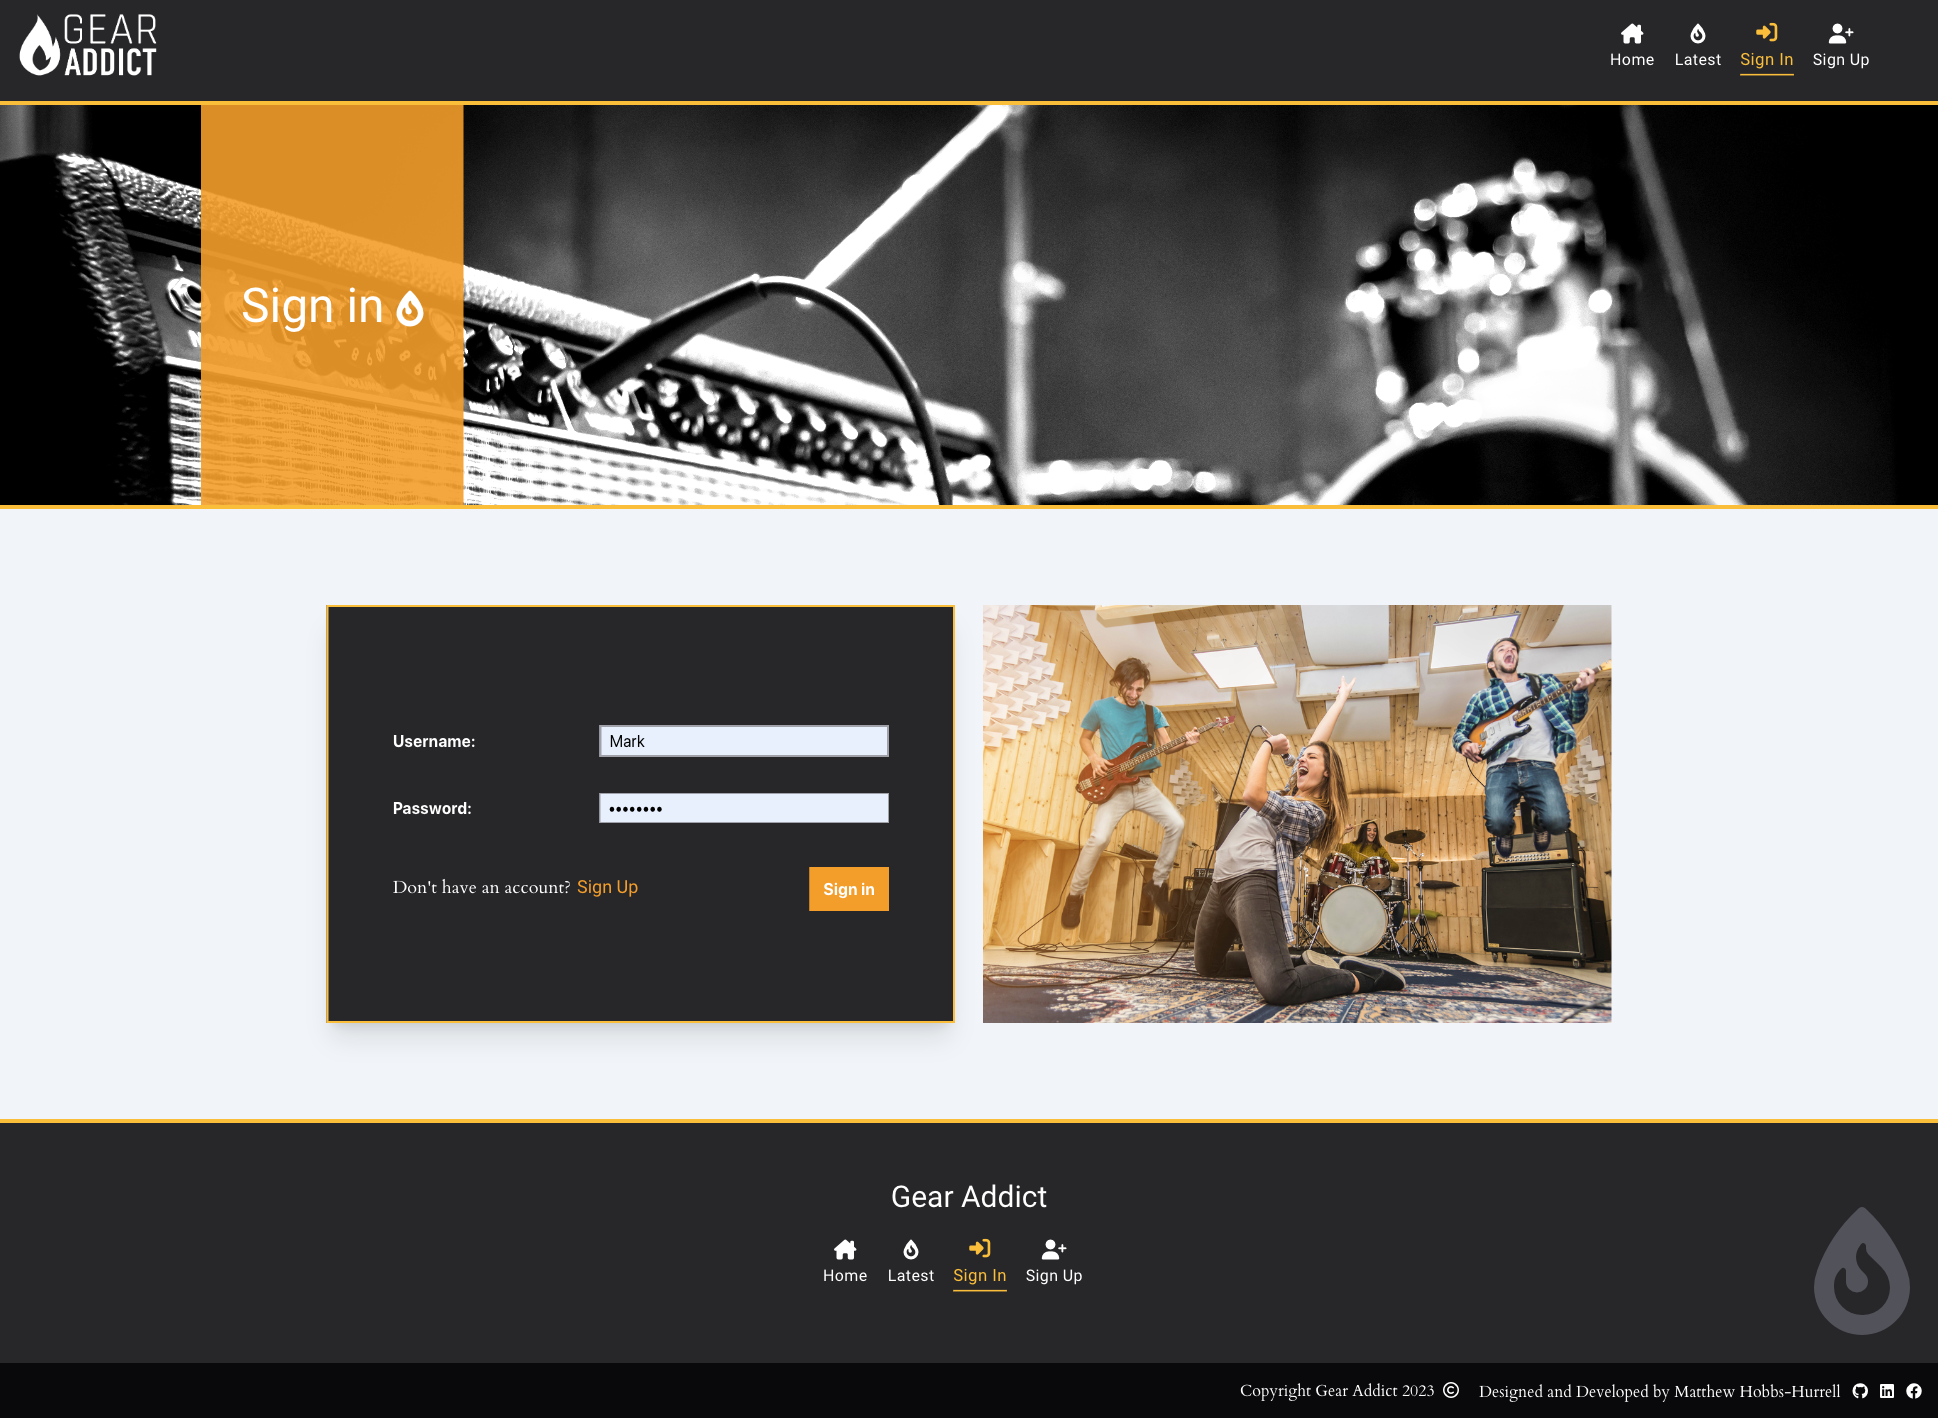 GEAR
ADDICT
Home Latest Sign In Sign Up
Sign in
NORMAL
Username: Mark
Password: ••••••••
Don't have an account? Sign Up Sign in
Gear Addict
Home Latest Sign In Sign Up
Copyright Gear Addict 2023 © Designed and Developed by Matthew Hobbs-Hurrell